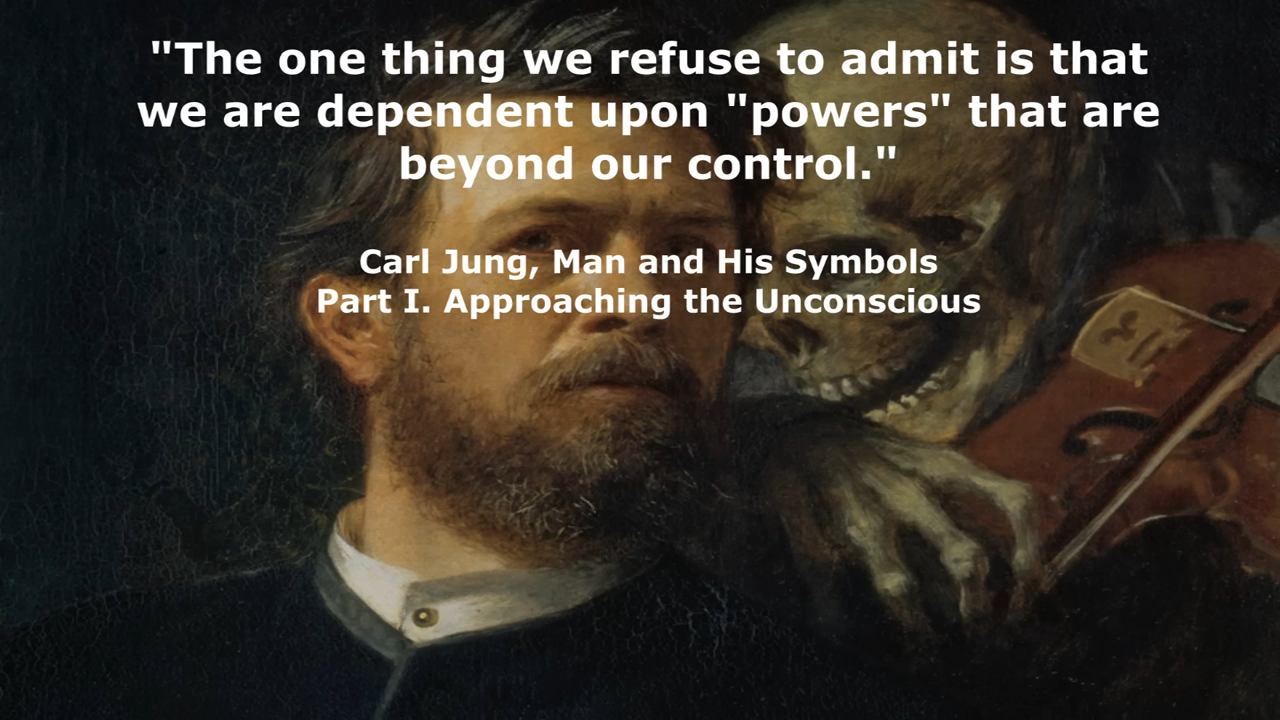 "The one thing we refuse to admit is that
we are dependent upon "powers" that are
beyond our control."
Carl Jung, Man and His Symbols
Part I. Approaching the Unconscious